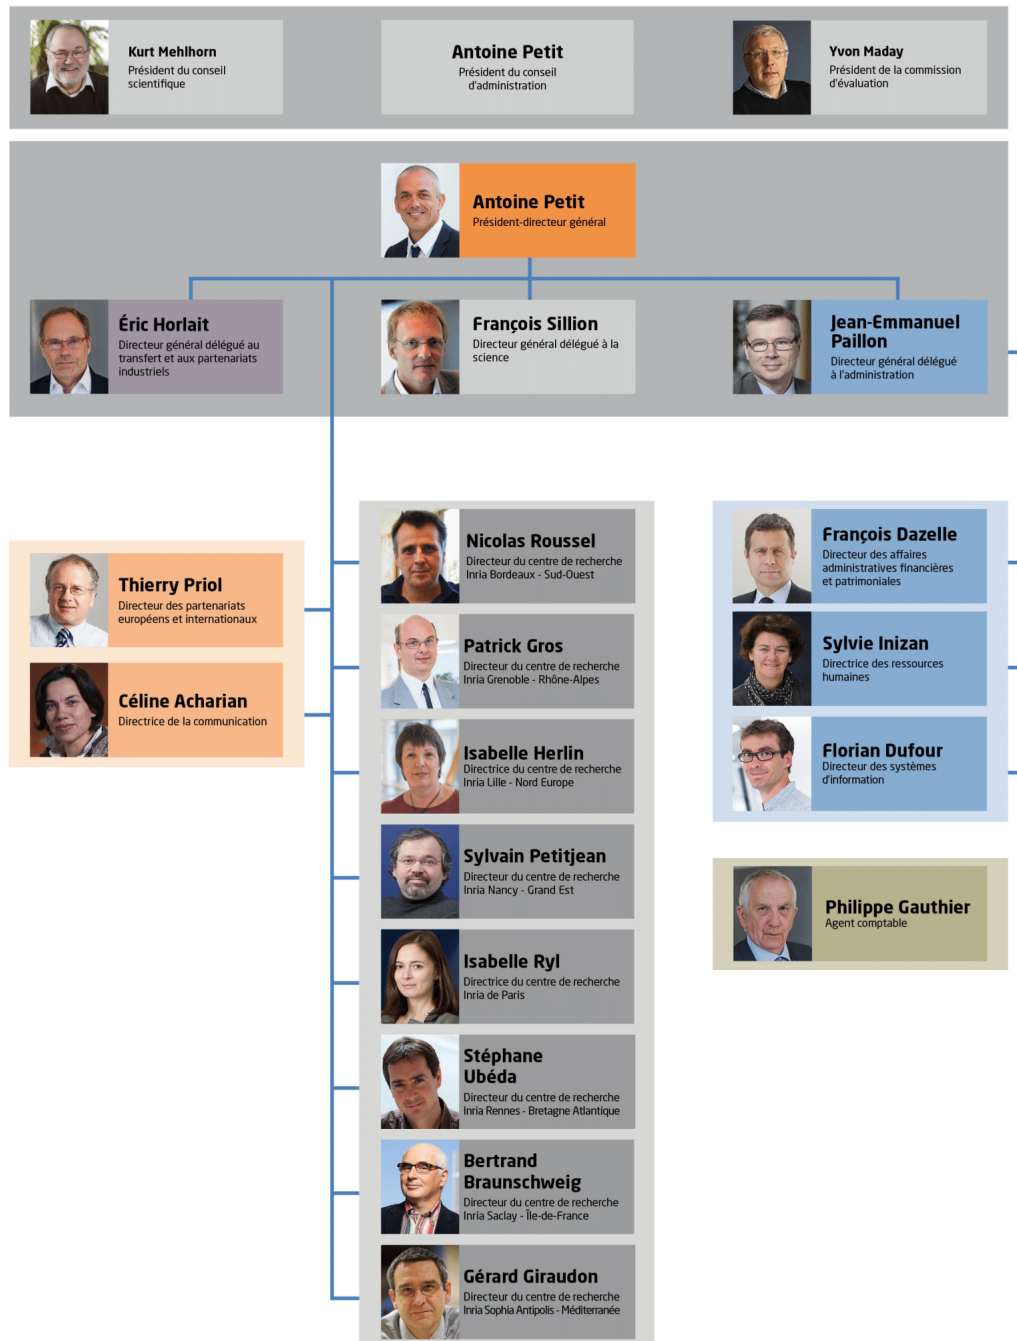 Kurt Mehlhorn
Président du conseil
scientifique
Antoine Petit
Président du conseil
d'administration
Yvon Maday
Président de la commission
d'évaluation
Antoine Petit
Président-directeur général
Éric Horlait
Directeur général délégué au
transfert et aux partenariats
industriels
François Sillion
Directeur général délégué à la
science
Jean-Emmanuel
Paillon
Directeur général délégué
à l'administration
Thierry Priol
Directeur des partenariats
européens et internationaux
Céline Acharian
Directrice de la communication
Nicolas Roussel
Directeur du centre de recherche
Inria Bordeaux - Sud-Ouest
Patrick Gros
Directeur du centre de recherche
Inria Grenoble - Rhône-Alpes
Isabelle Herlin
Directrice du centre de recherche
Inria Lille - Nord Europe
Sylvain Petitjean
Directeur du centre de recherche
Inria Nancy - Grand Est
Isabelle Ryl
Directrice du centre de recherche
Inria de Paris
Stéphane
Ubéda
Directeur du centre de recherche
Inria Rennes - Bretagne Atlantique
Bertrand
Braunschweig
Directeur du centre de recherche
Inria Saclay - Île-de-France
Gérard Giraudon
Directeur du centre de recherche
Inria Sophia Antipolis - Méditerranée
François Dazelle
Directeur des affaires
administratives financières
et patrimoniales
Sylvie Inizan
Directrice des ressources
humaines
Florian Dufour
Directeur des systèmes
d'information
Philippe Gauthier
Agent comptable